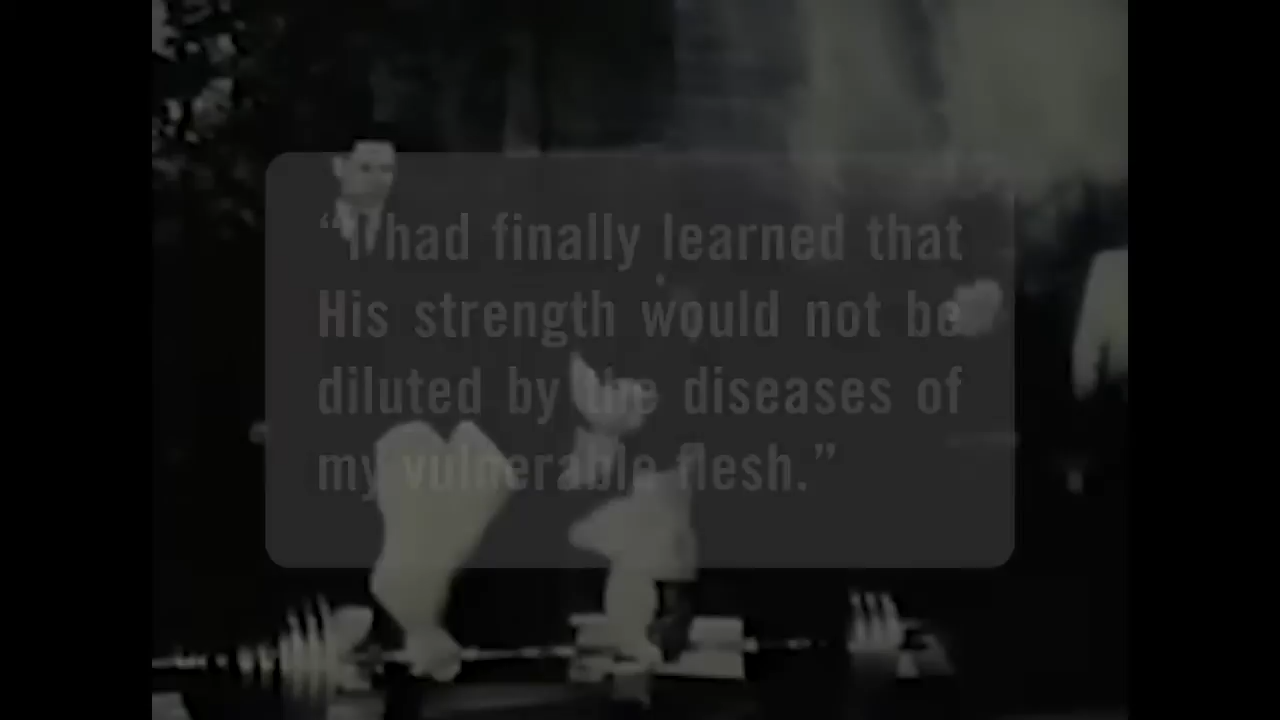 “I had finally learned that
His strength would not be
diluted by the diseases of
my vulnerable flesh.”